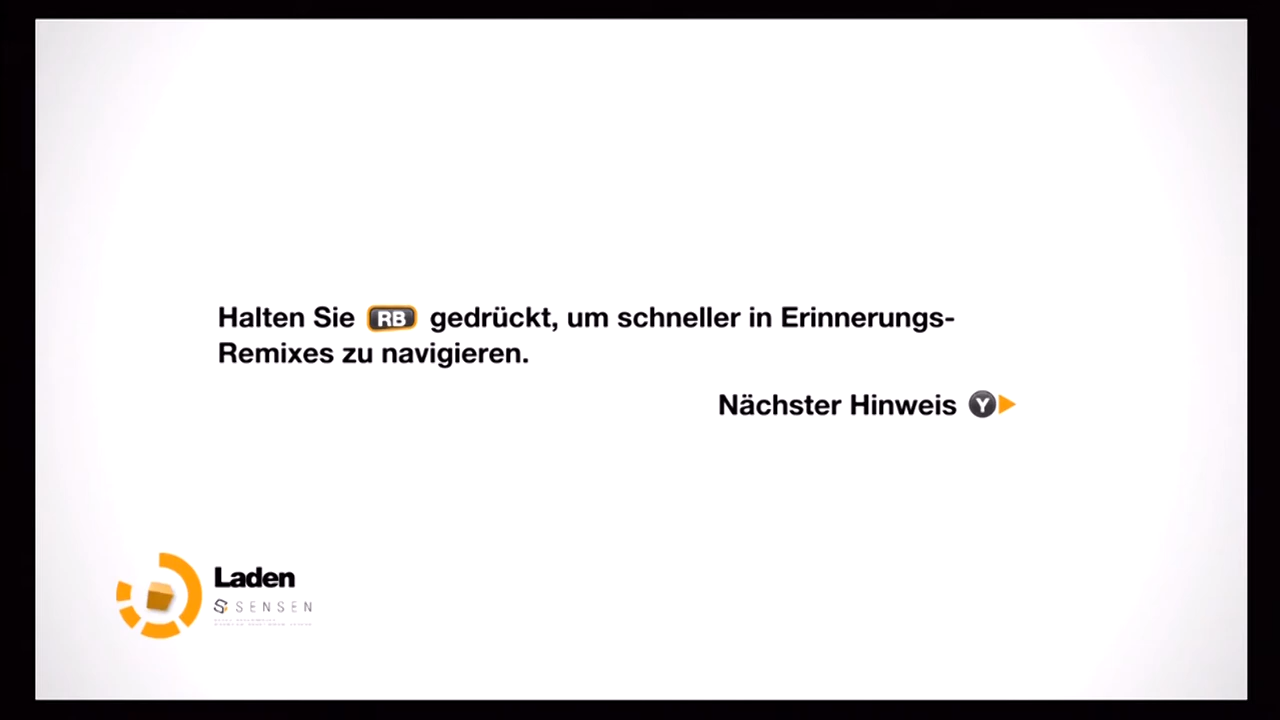 Halten Sie RB gedrückt, um schneller in Erinnerungs-
Remixes zu navigieren.
Nächster Hinweis Y
Laden
SENSEN